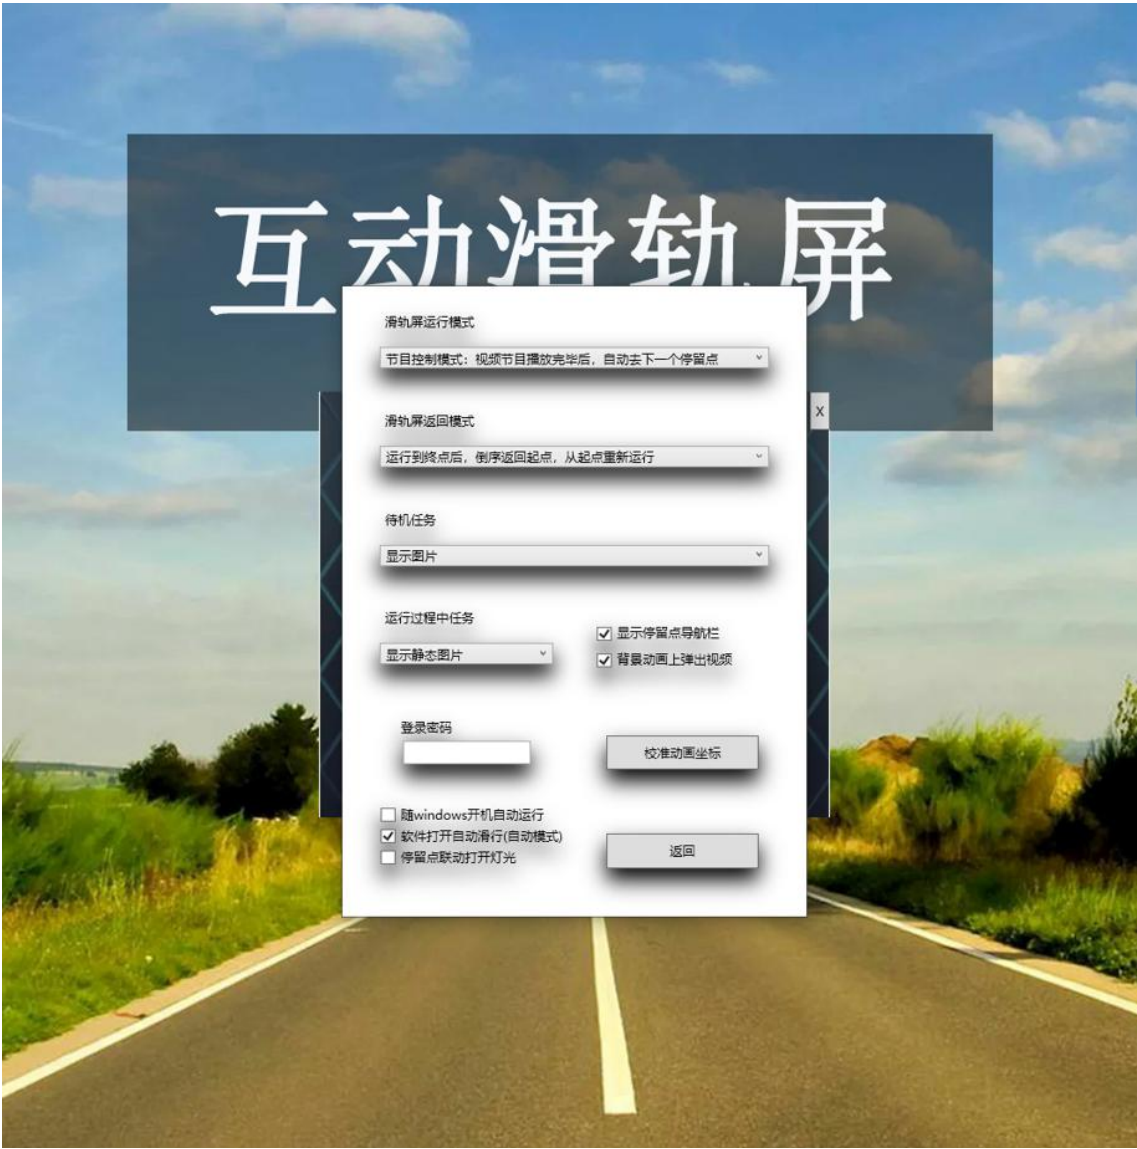 互动滑轨屏
滑轨屏运行模式
节目控制模式：视频节目播放完毕后，自动去下一个停留点
X
滑轨屏返回模式
运行到终点后，倒序返回起点，从起点重新运行
待机任务
显示图片
运行过程中任务
显示停留点导航栏
显示静态图片
背景动画上弹出视频
登录密码
校准动画坐标
随windows开机自动运行
软件打开自动滑行(自动模式)
返回
停留点联动打开灯光